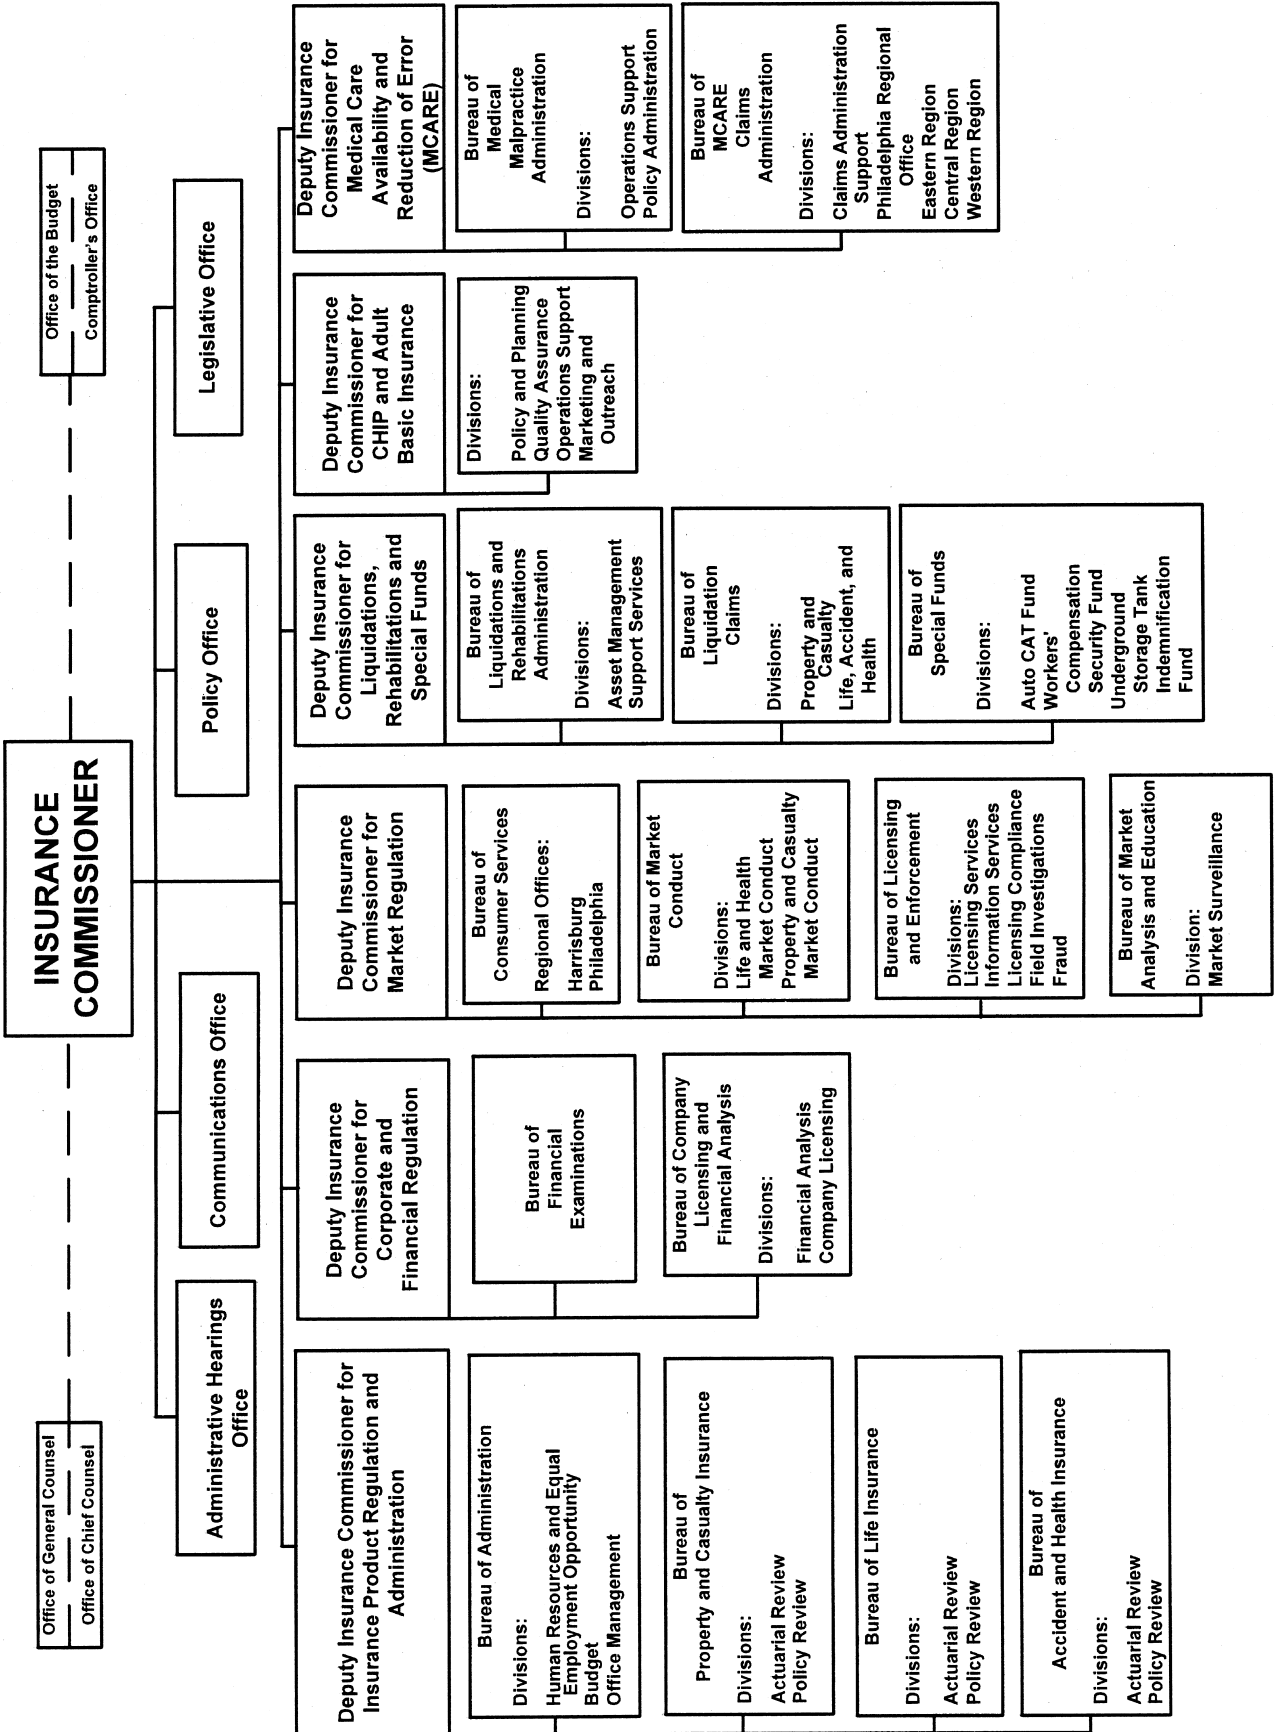 INSURANCE
COMMISSIONER
Office of General Counsel
Office of Chief Counsel
Office of the Budget
Comptroller's Office
Administrative Hearings
Office
Communications Office
Policy Office
Legislative Office
Deputy Insurance Commissioner for
Insurance Product Regulation and
Administration
Bureau of Administration
Divisions:
Human Resources and Equal
Employment Opportunity
Budget
Office Management
Bureau of
Property and Casualty Insurance
Divisions:
Actuarial Review
Policy Review
Bureau of Life Insurance
Divisions:
Actuarial Review
Policy Review
Bureau of
Accident and Health Insurance
Divisions:
Actuarial Review
Policy Review
Deputy Insurance
Commissioner for
Corporate and
Financial Regulation
Bureau of
Financial
Examinations
Bureau of Company
Licensing and
Financial Analysis
Divisions:
Financial Analysis
Company Licensing
Deputy Insurance
Commissioner for
Market Regulation
Bureau of
Consumer Services
Regional Offices:
Harrisburg
Philadelphia
Bureau of Market
Conduct
Divisions:
Life and Health
Market Conduct
Property and Casualty
Market Conduct
Bureau of Licensing
and Enforcement
Divisions:
Licensing Services
Information Services
Licensing Compliance
Field Investigations
Fraud
Bureau of Market
Analysis and Education
Division:
Market Surveillance
Deputy Insurance
Commissioner for
Liquidations,
Rehabilitations and
Special Funds
Bureau of
Liquidations and
Rehabilitations
Administration
Divisions:
Asset Management
Support Services
Bureau of
Liquidation
Claims
Divisions:
Property and
Casualty
Life, Accident, and
Health
Bureau of
Special Funds
Divisions:
Auto CAT Fund
Workers'
Compensation
Security Fund
Underground
Storage Tank
Indemnification
Fund
Deputy Insurance
Commissioner for
CHIP and Adult
Basic Insurance
Divisions:
Policy and Planning
Quality Assurance
Operations Support
Marketing and
Outreach
Deputy Insurance
Commissioner for
Medical Care
Availability and
Reduction of Error
(MCARE)
Bureau of
Medical
Malpractice
Administration
Divisions:
Operations Support
Policy Administration
Bureau of
MCARE
Claims
Administration
Divisions:
Claims Administration
Support
Philadelphia Regional
Office
Eastern Region
Central Region
Western Region